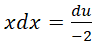 xdx = du/-2